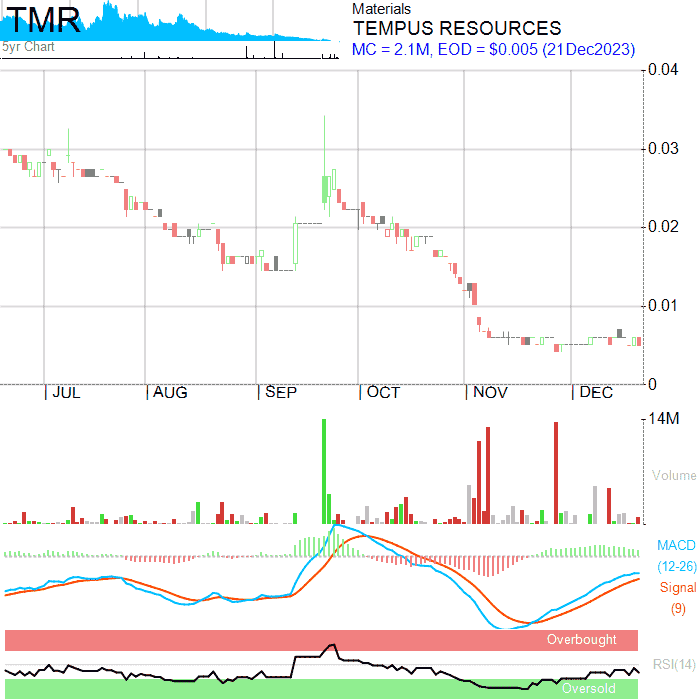 TMR
5yr Chart
Materials
TEMPUS RESOURCES
MC = 2.1M, EOD = $0.005 (21Dec2023)
0.04
0.03
0.02
0.01
0
JUL AUG SEP OCT NOV DEC
14M
Volume
MACD
(12-26)
Signal
(9)
Overbought
RSI(14)
Oversold